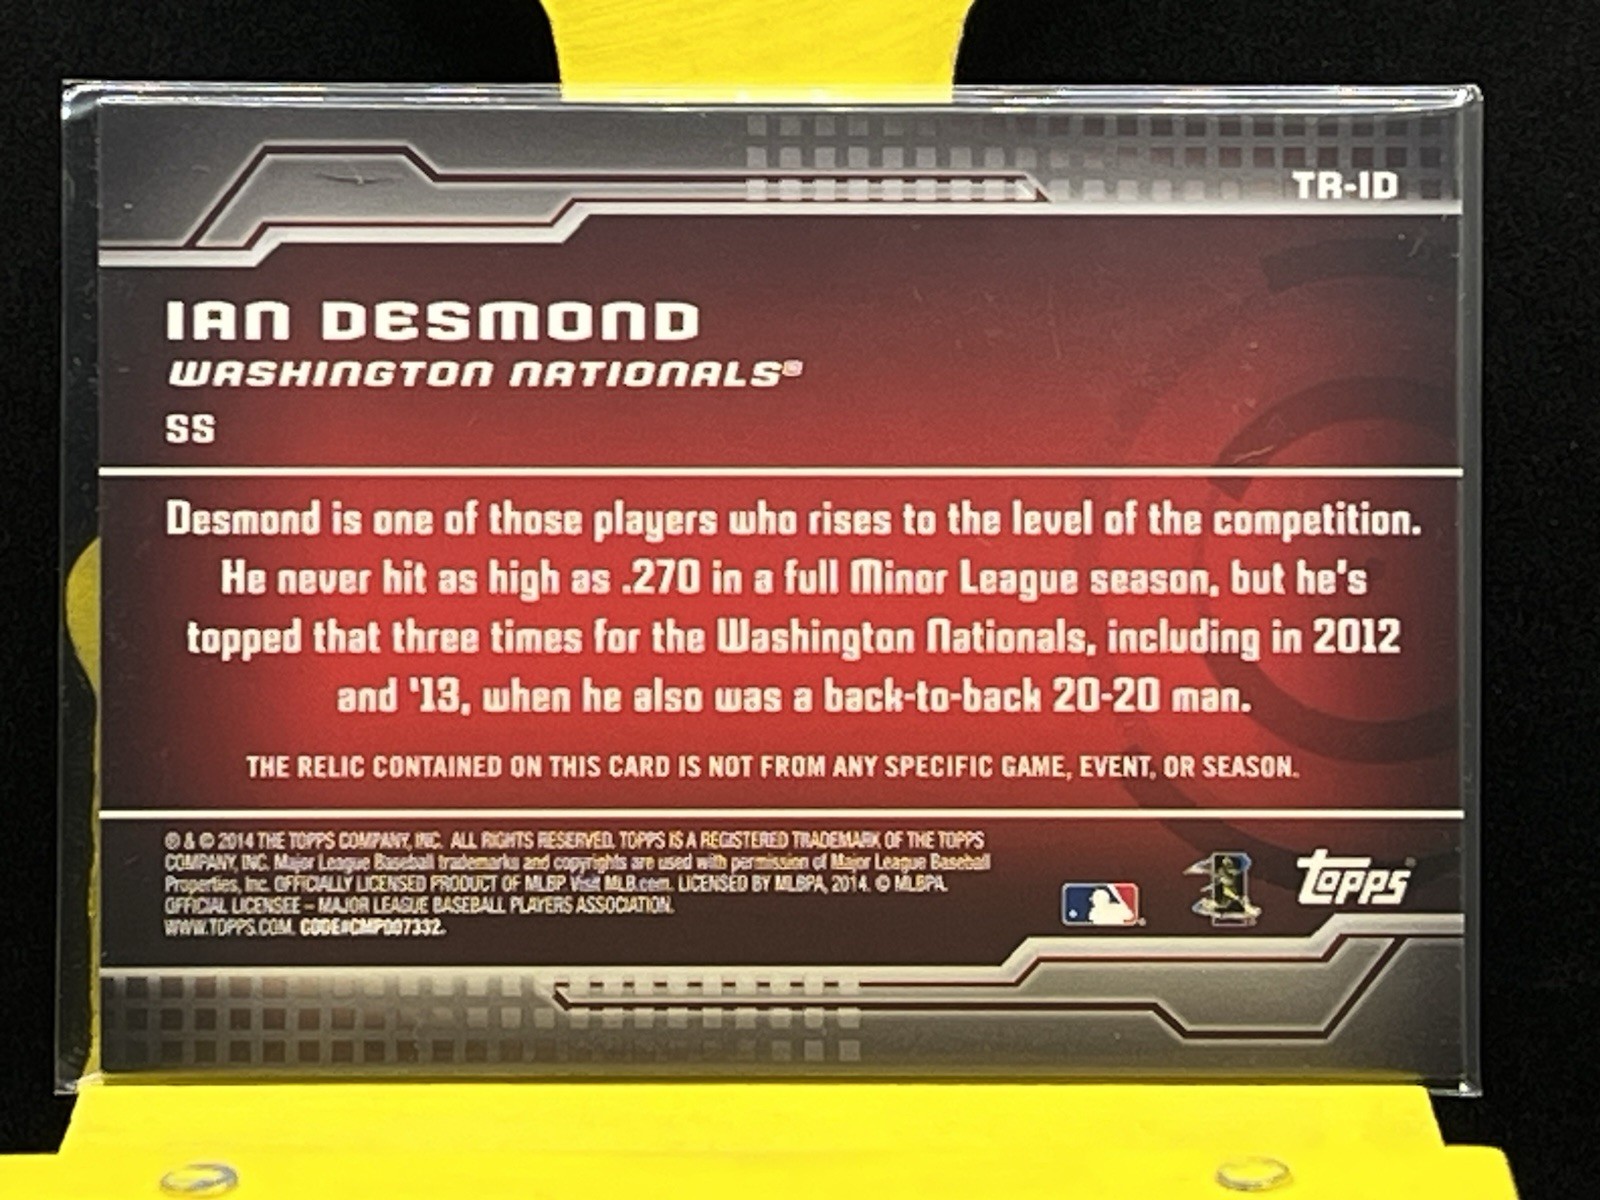 TR-ID
IAN DESMOND
WASHINGTON NATIONALS®
SS
Desmond is one of those players who rises to the level of the competition.
He never hit as high as .270 in a full Minor League season, but he's
topped that three times for the Washington Nationals, including in 2012
and '13, when he also was a back-to-back 20-20 man.
THE RELIC CONTAINED ON THIS CARD IS NOT FROM ANY SPECIFIC GAME, EVENT, OR SEASON.
® & © 2014 THE TOPPS COMPANY, INC. ALL RIGHTS RESERVED. TOPPS IS A REGISTERED TRADEMARK OF THE TOPPS
COMPANY, INC. Major League Baseball trademarks and copyrights are used with permission of Major League Baseball
Properties, Inc. OFFICIALLY LICENSED PRODUCT OF MLBP Visit MLB.com. LICENSED BY MLBPA, 2014. © MLBPA.
OFFICIAL LICENSEE – MAJOR LEAGUE BASEBALL PLAYERS ASSOCIATION.
WWW.TOPPS.COM. CODE#CMP007332.
topps